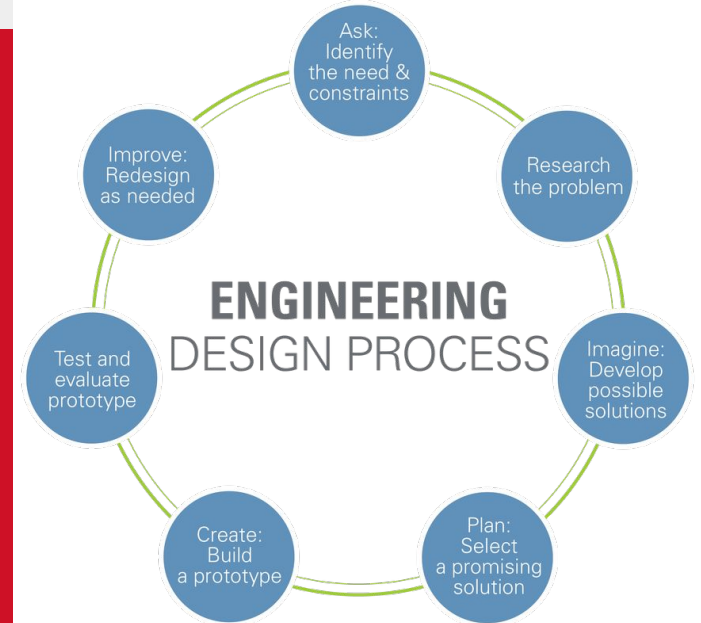 Ask:
Identify
the need &
constraints
Research
the problem
Imagine:
Develop
possible
solutions
Plan:
Select
a promising
solution
Create:
Build
a prototype
Test and
evaluate
prototype
Improve:
Redesign
as needed
ENGINEERING
DESIGN PROCESS